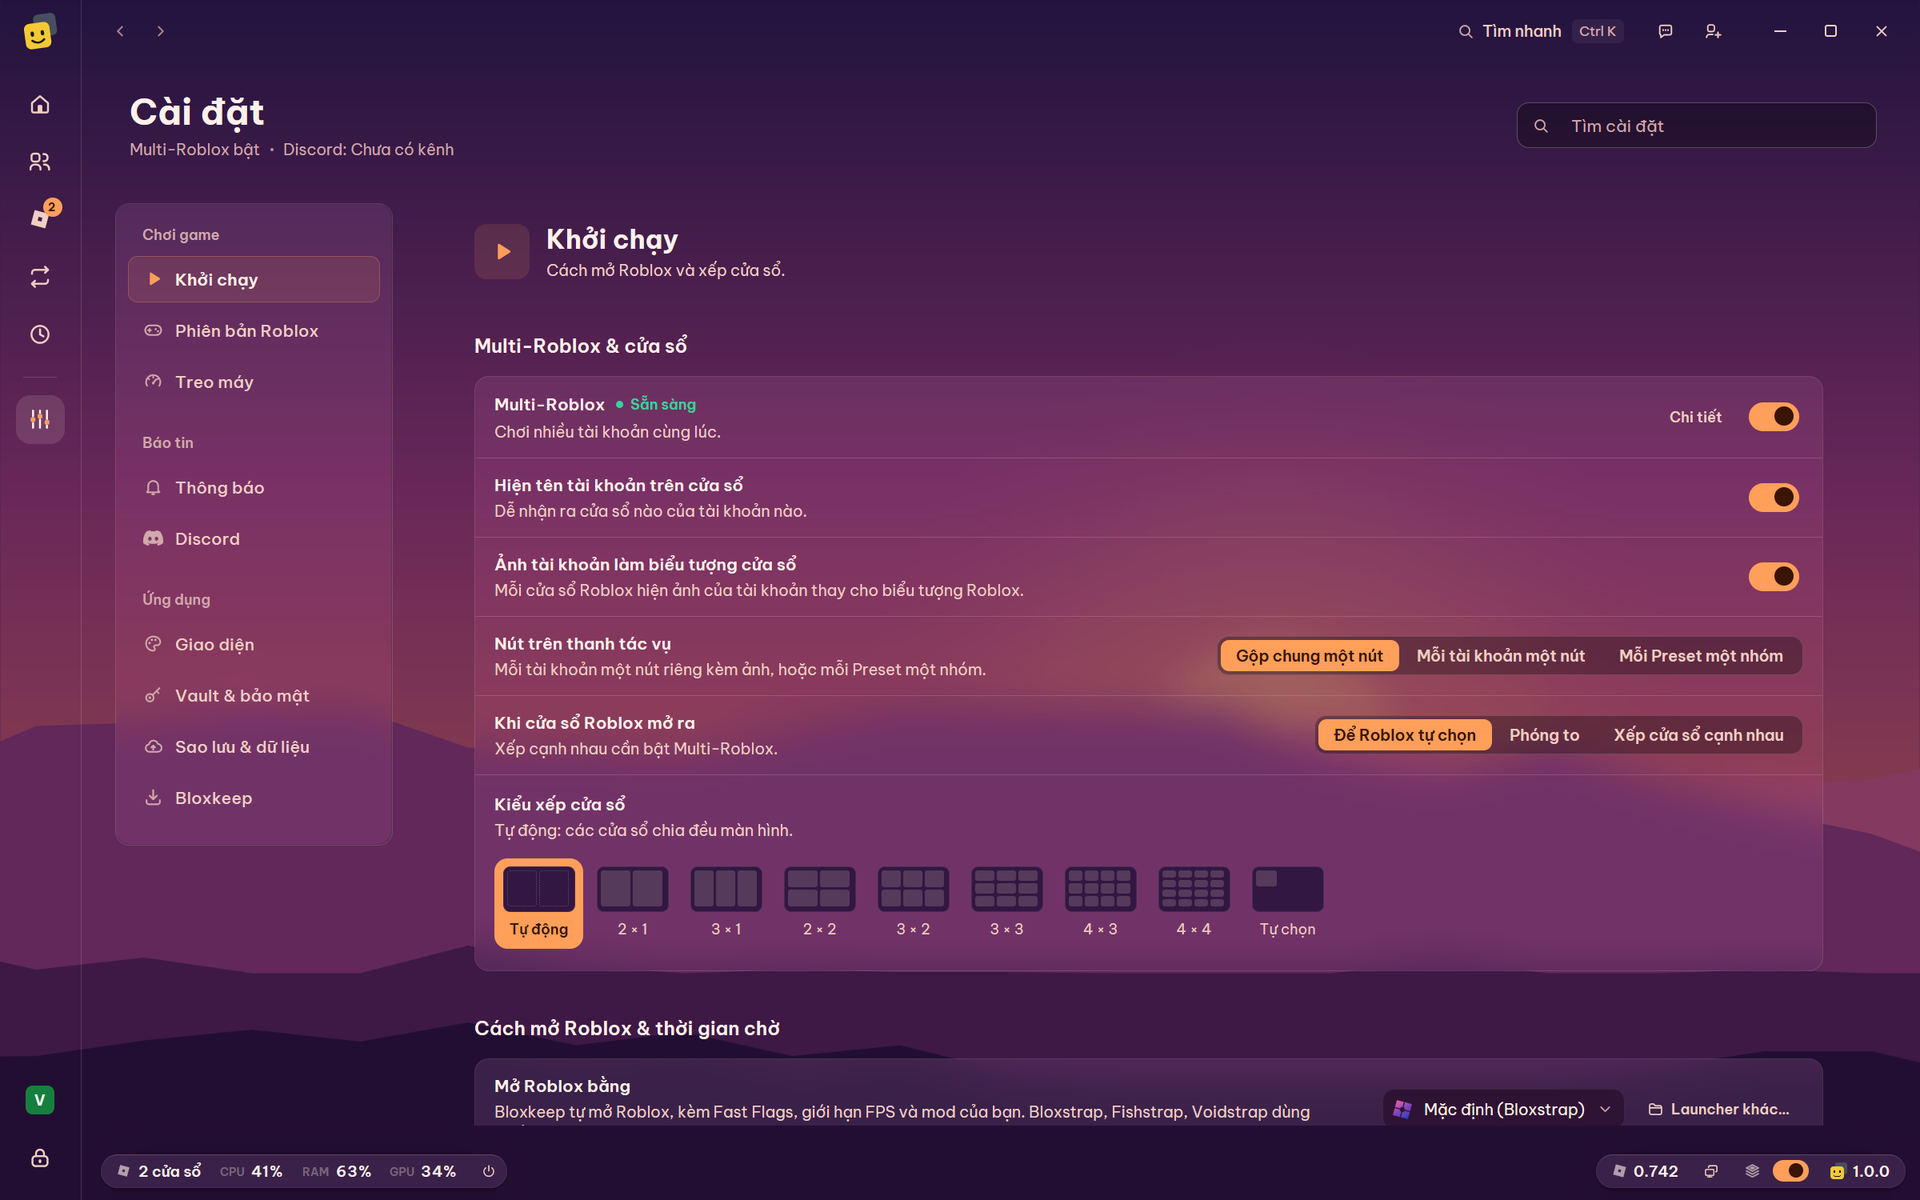 Tìm nhanh Ctrl K
Cài đặt
Multi-Roblox bật • Discord: Chưa có kênh
Tìm cài đặt
2
Chơi game
Khởi chạy
Phiên bản Roblox
Treo máy
Báo tin
Thông báo
Discord
Ứng dụng
Giao diện
Vault & bảo mật
Sao lưu & dữ liệu
Bloxkeep
Khởi chạy
Cách mở Roblox và xếp cửa sổ.
Multi-Roblox & cửa sổ
Multi-Roblox • Sẵn sàng
Chơi nhiều tài khoản cùng lúc.
Chi tiết
Hiện tên tài khoản trên cửa sổ
Dễ nhận ra cửa sổ nào của tài khoản nào.
Ảnh tài khoản làm biểu tượng cửa sổ
Mỗi cửa sổ Roblox hiện ảnh của tài khoản thay cho biểu tượng Roblox.
Nút trên thanh tác vụ
Mỗi tài khoản một nút riêng kèm ảnh, hoặc mỗi Preset một nhóm.
Gộp chung một nút Mỗi tài khoản một nút Mỗi Preset một nhóm
Khi cửa sổ Roblox mở ra
Xếp cạnh nhau cần bật Multi-Roblox.
Để Roblox tự chọn Phóng to Xếp cửa sổ cạnh nhau
Kiểu xếp cửa sổ
Tự động: các cửa sổ chia đều màn hình.
Tự động 2 × 1 3 × 1 2 × 2 3 × 2 3 × 3 4 × 3 4 × 4 Tự chọn
Cách mở Roblox & thời gian chờ
Mở Roblox bằng
Bloxkeep tự mở Roblox, kèm Fast Flags, giới hạn FPS và mod của bạn. Bloxstrap, Fishstrap, Voidstrap dùng
Mặc định (Bloxstrap) Launcher khác...
V
2 cửa sổ CPU 41% RAM 63% GPU 34%
0.742 1.0.0